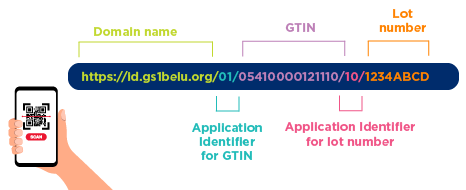 Lot
number
Domain name
GTIN
https://id.gs1belu.org/01/05410000121110/10/1234ABCD
Application
Identifier
for GTIN
Application Identifier
for lot number
SCAN